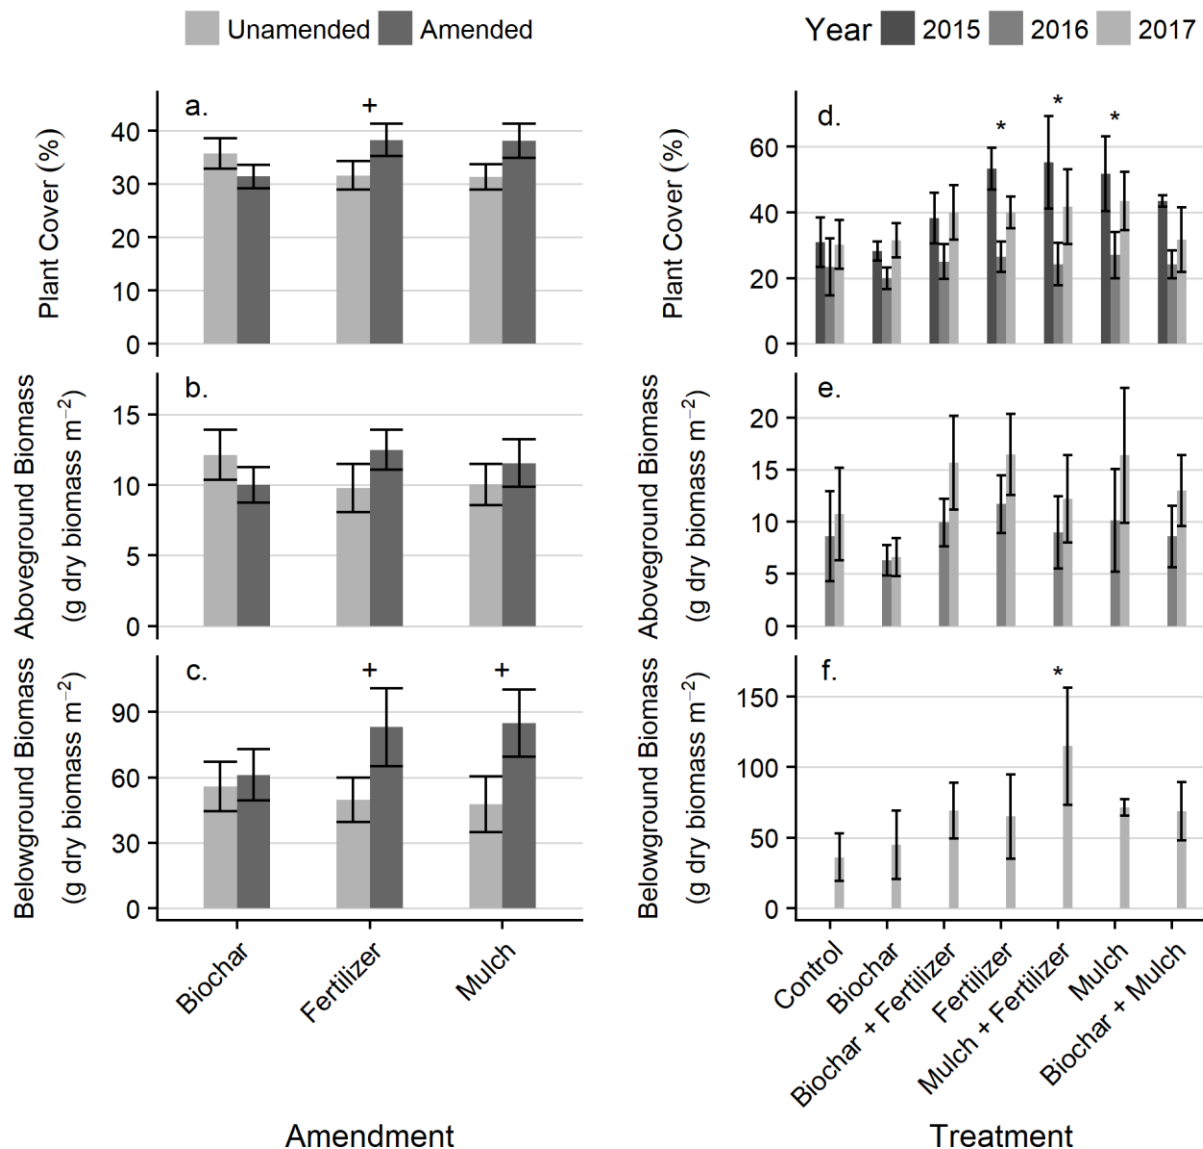 Unamended Amended
Year 2015 2016 2017
a.
+
Plant Cover (%)
40
30
20
10
0
b.
Aboveground Biomass
(g dry biomass m⁻²)
15
10
5
0
c.
+ +
Belowground Biomass
(g dry biomass m⁻²)
90
60
30
0
Biochar
Fertilizer
Mulch
Amendment
d.
* * *
Plant Cover (%)
60
40
20
0
e.
Aboveground Biomass
(g dry biomass m⁻²)
20
15
10
5
0
f.
*
Belowground Biomass
(g dry biomass m⁻²)
150
100
50
0
Control
Biochar
Biochar + Fertilizer
Fertilizer
Mulch + Fertilizer
Mulch
Biochar + Mulch
Treatment